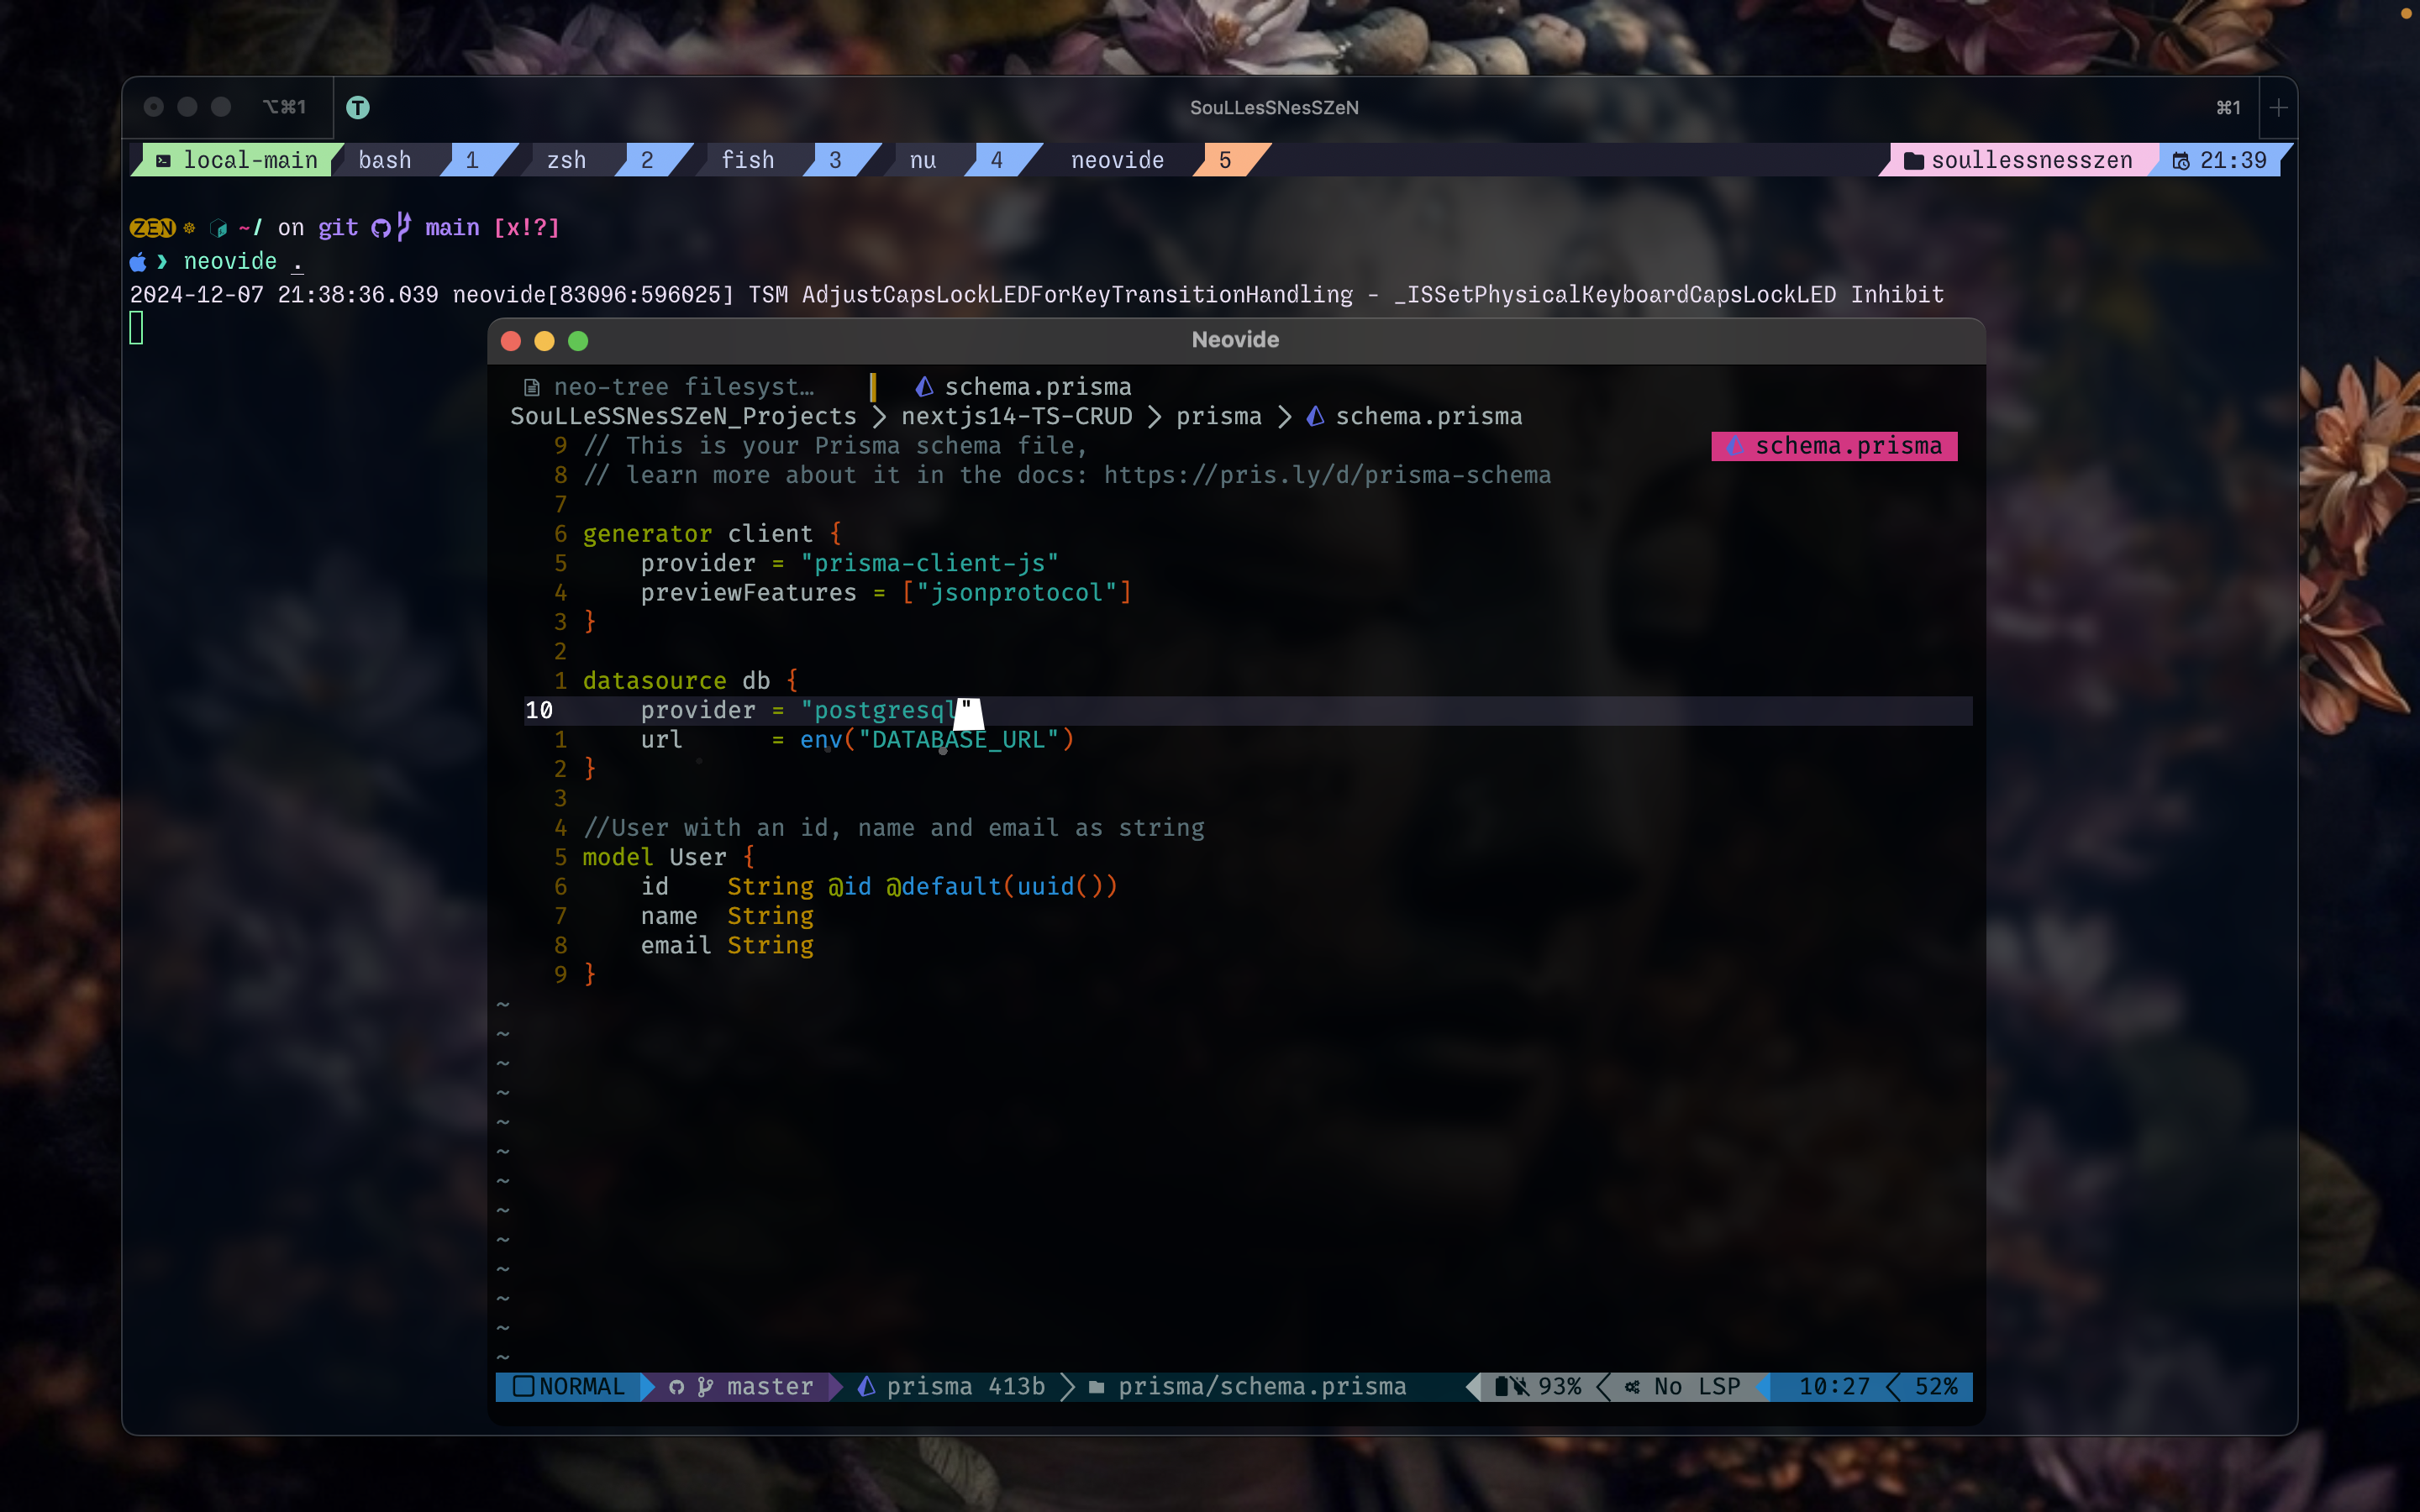 ⌥⌘1 T SouLLesSNesSZeN ⌘1 +
local-main bash 1 zsh 2 fish 3 nu 4 neovide 5 soullessnesszen 21:39
ZEN ~/ on git main [x!?]
❯ neovide .
2024-12-07 21:38:36.039 neovide[83096:596025] TSM AdjustCapsLockLEDForKeyTransitionHandling - _ISSetPhysicalKeyboardCapsLockLED Inhibit
Neovide
neo-tree filesyst… schema.prisma
SouLLeSSNesSZeN_Projects > nextjs14-TS-CRUD > prisma > schema.prisma
9 // This is your Prisma schema file,
schema.prisma
8 // learn more about it in the docs: https://pris.ly/d/prisma-schema
7
6 generator client {
5     provider = "prisma-client-js"
4     previewFeatures = ["jsonprotocol"]
3 }
2
1 datasource db {
10     provider = "postgresql"
1     url      = env("DATABASE_URL")
2 }
3
4 //User with an id, name and email as string
5 model User {
6     id    String @id @default(uuid())
7     name  String
8     email String
9 }
~
~
~
~
~
~
~
~
~
~
~
~
~
NORMAL master prisma 413b > prisma/schema.prisma 93% < No LSP 10:27 < 52%